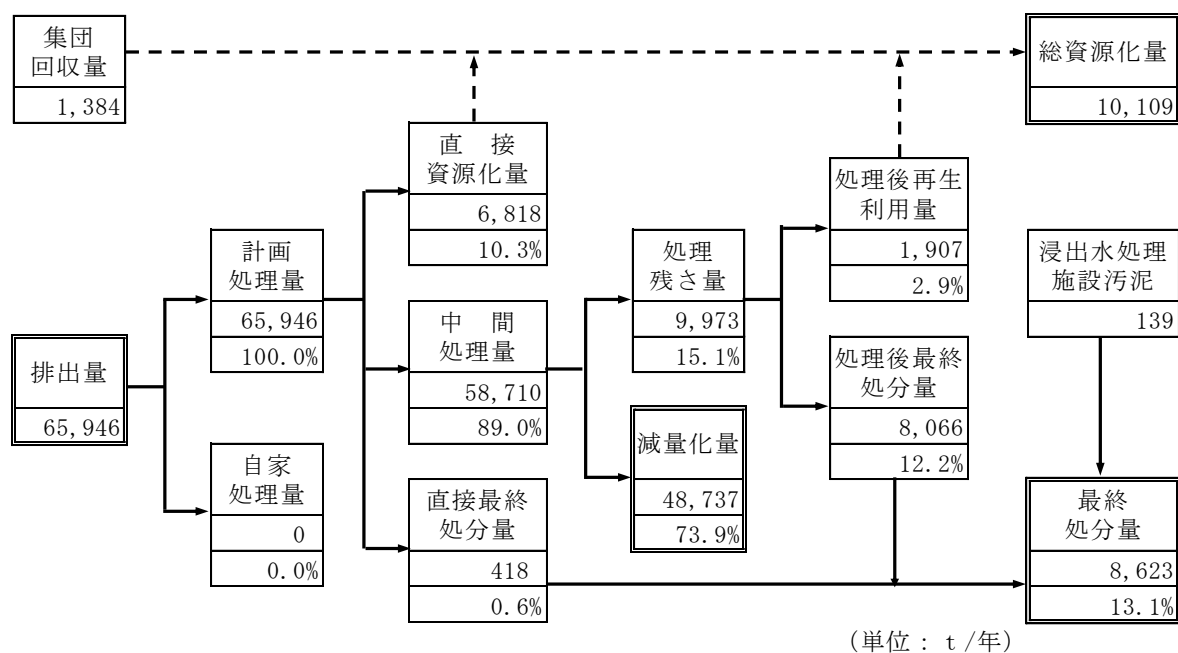 集団
回収量
1,384
総資源化量
10,109
直 接
資源化量
6,818
10.3%
処理後再生
利用量
1,907
2.9%
計画
処理量
65,946
100.0%
処理
残さ量
9,973
15.1%
浸出水処理
施設汚泥
139
中 間
処理量
58,710
89.0%
排出量
65,946
処理後最終
処分量
8,066
12.2%
減量化量
48,737
73.9%
自家
処理量
0
0.0%
直接最終
処分量
418
0.6%
最終
処分量
8,623
13.1%
(単位:t/年)